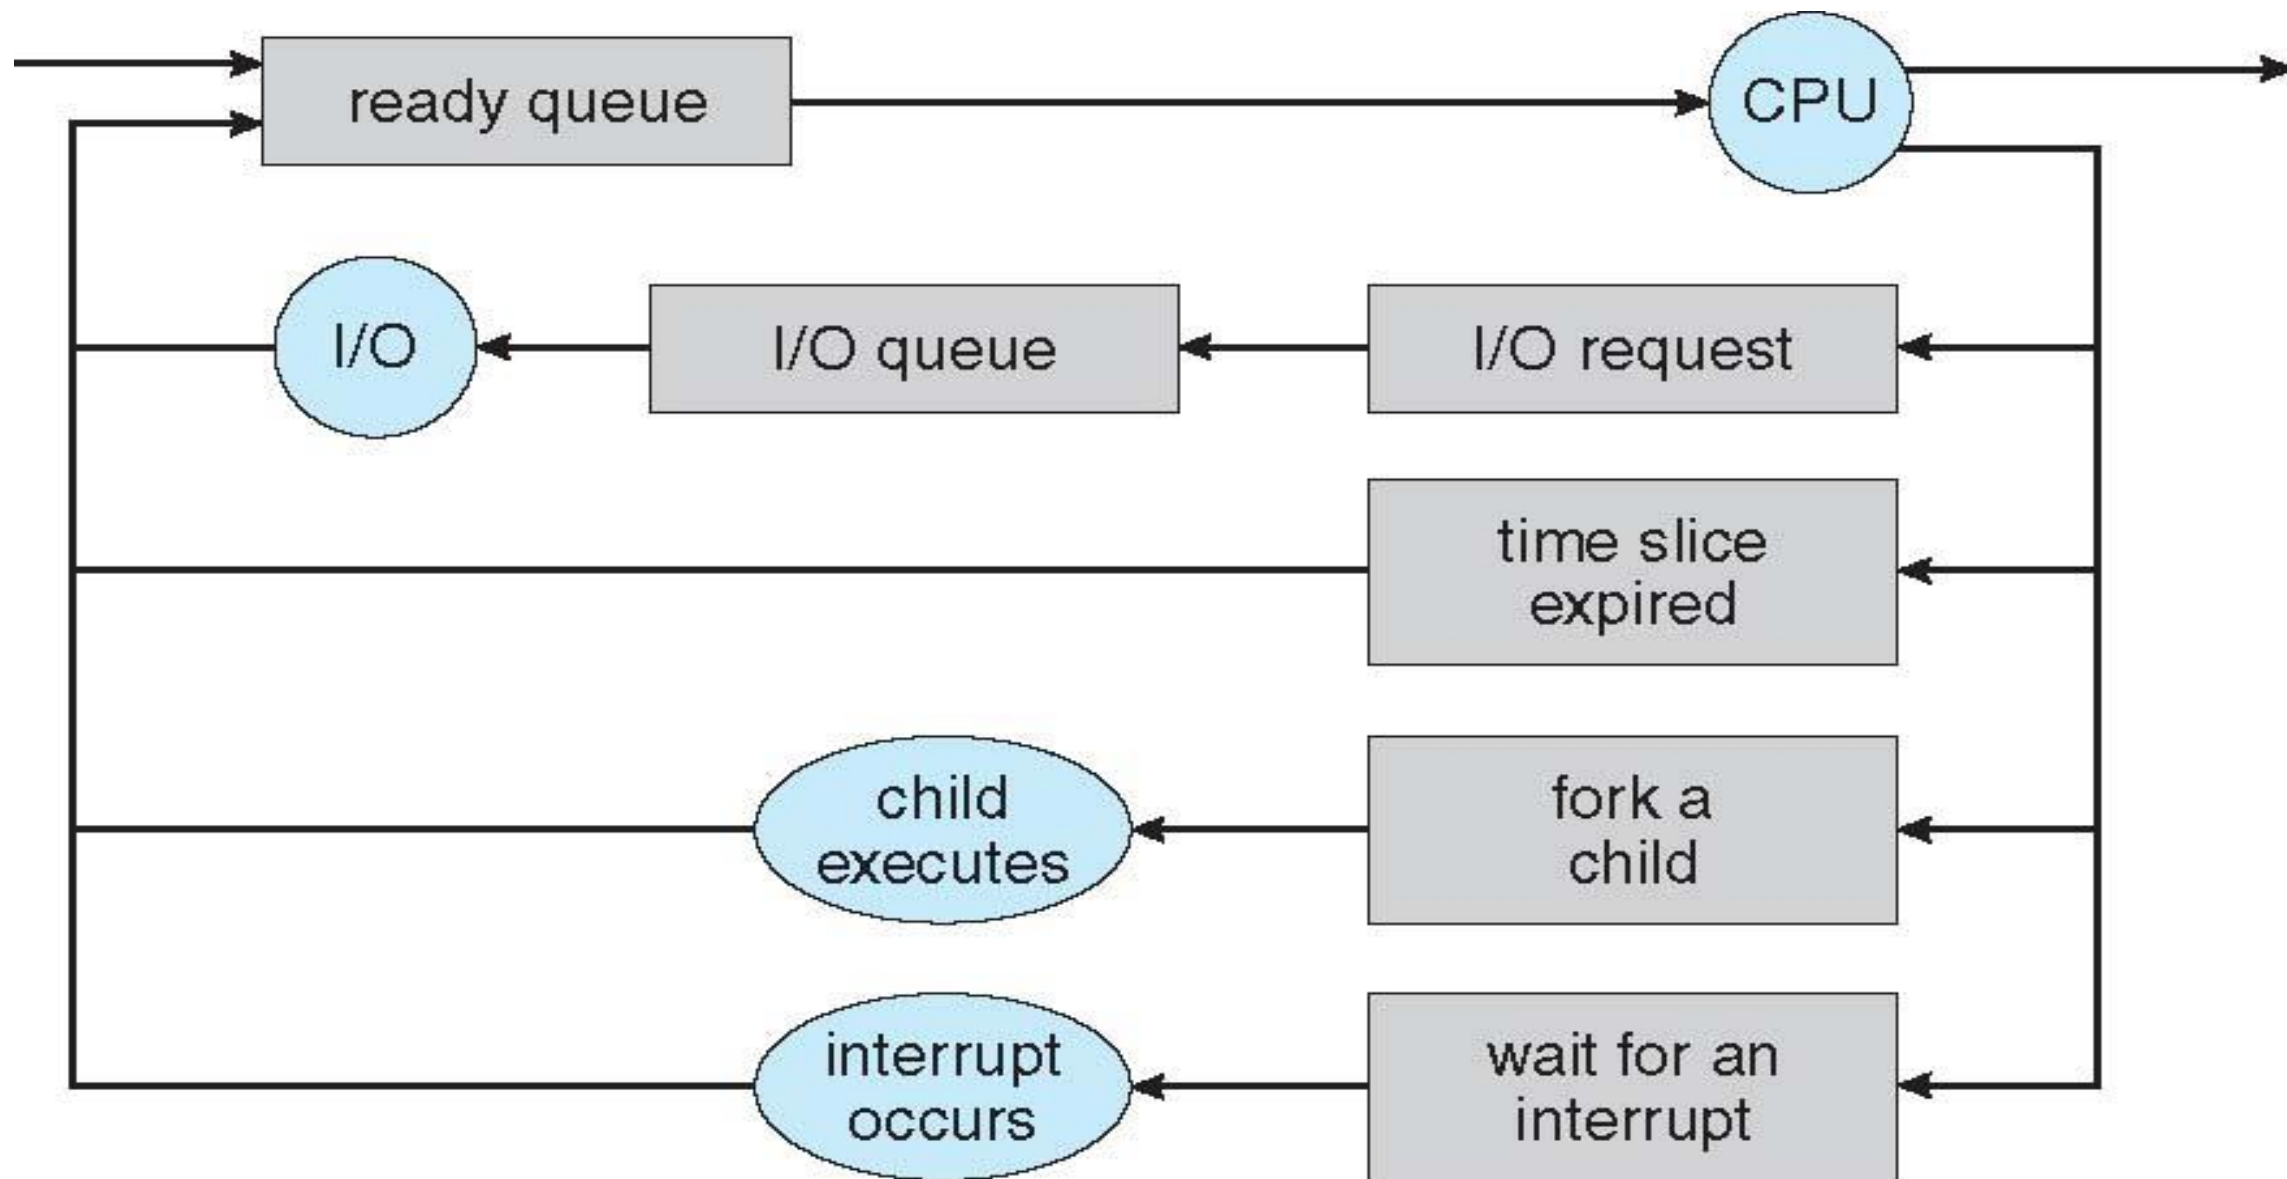 ready queue
CPU
I/O
I/O queue
I/O request
time slice
expired
child
executes
fork a
child
interrupt
occurs
wait for an
interrupt